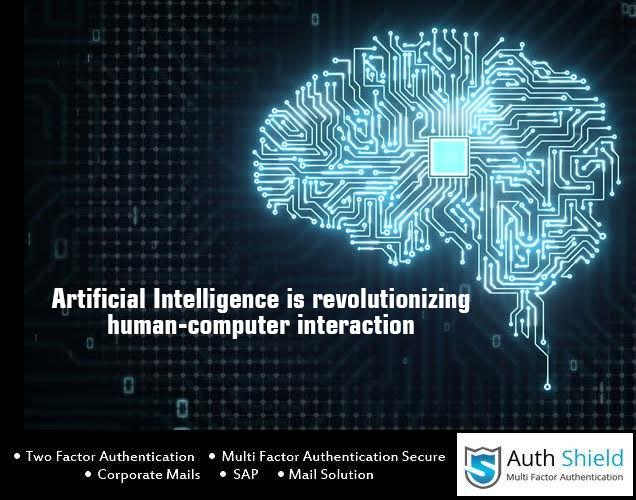 Artificial Intelligence is revolutionizing
human-computer interaction
• Two Factor Authentication • Multi Factor Authentication Secure
• Corporate Mails • SAP • Mail Solution
S Auth Shield
Multi Factor Authentication